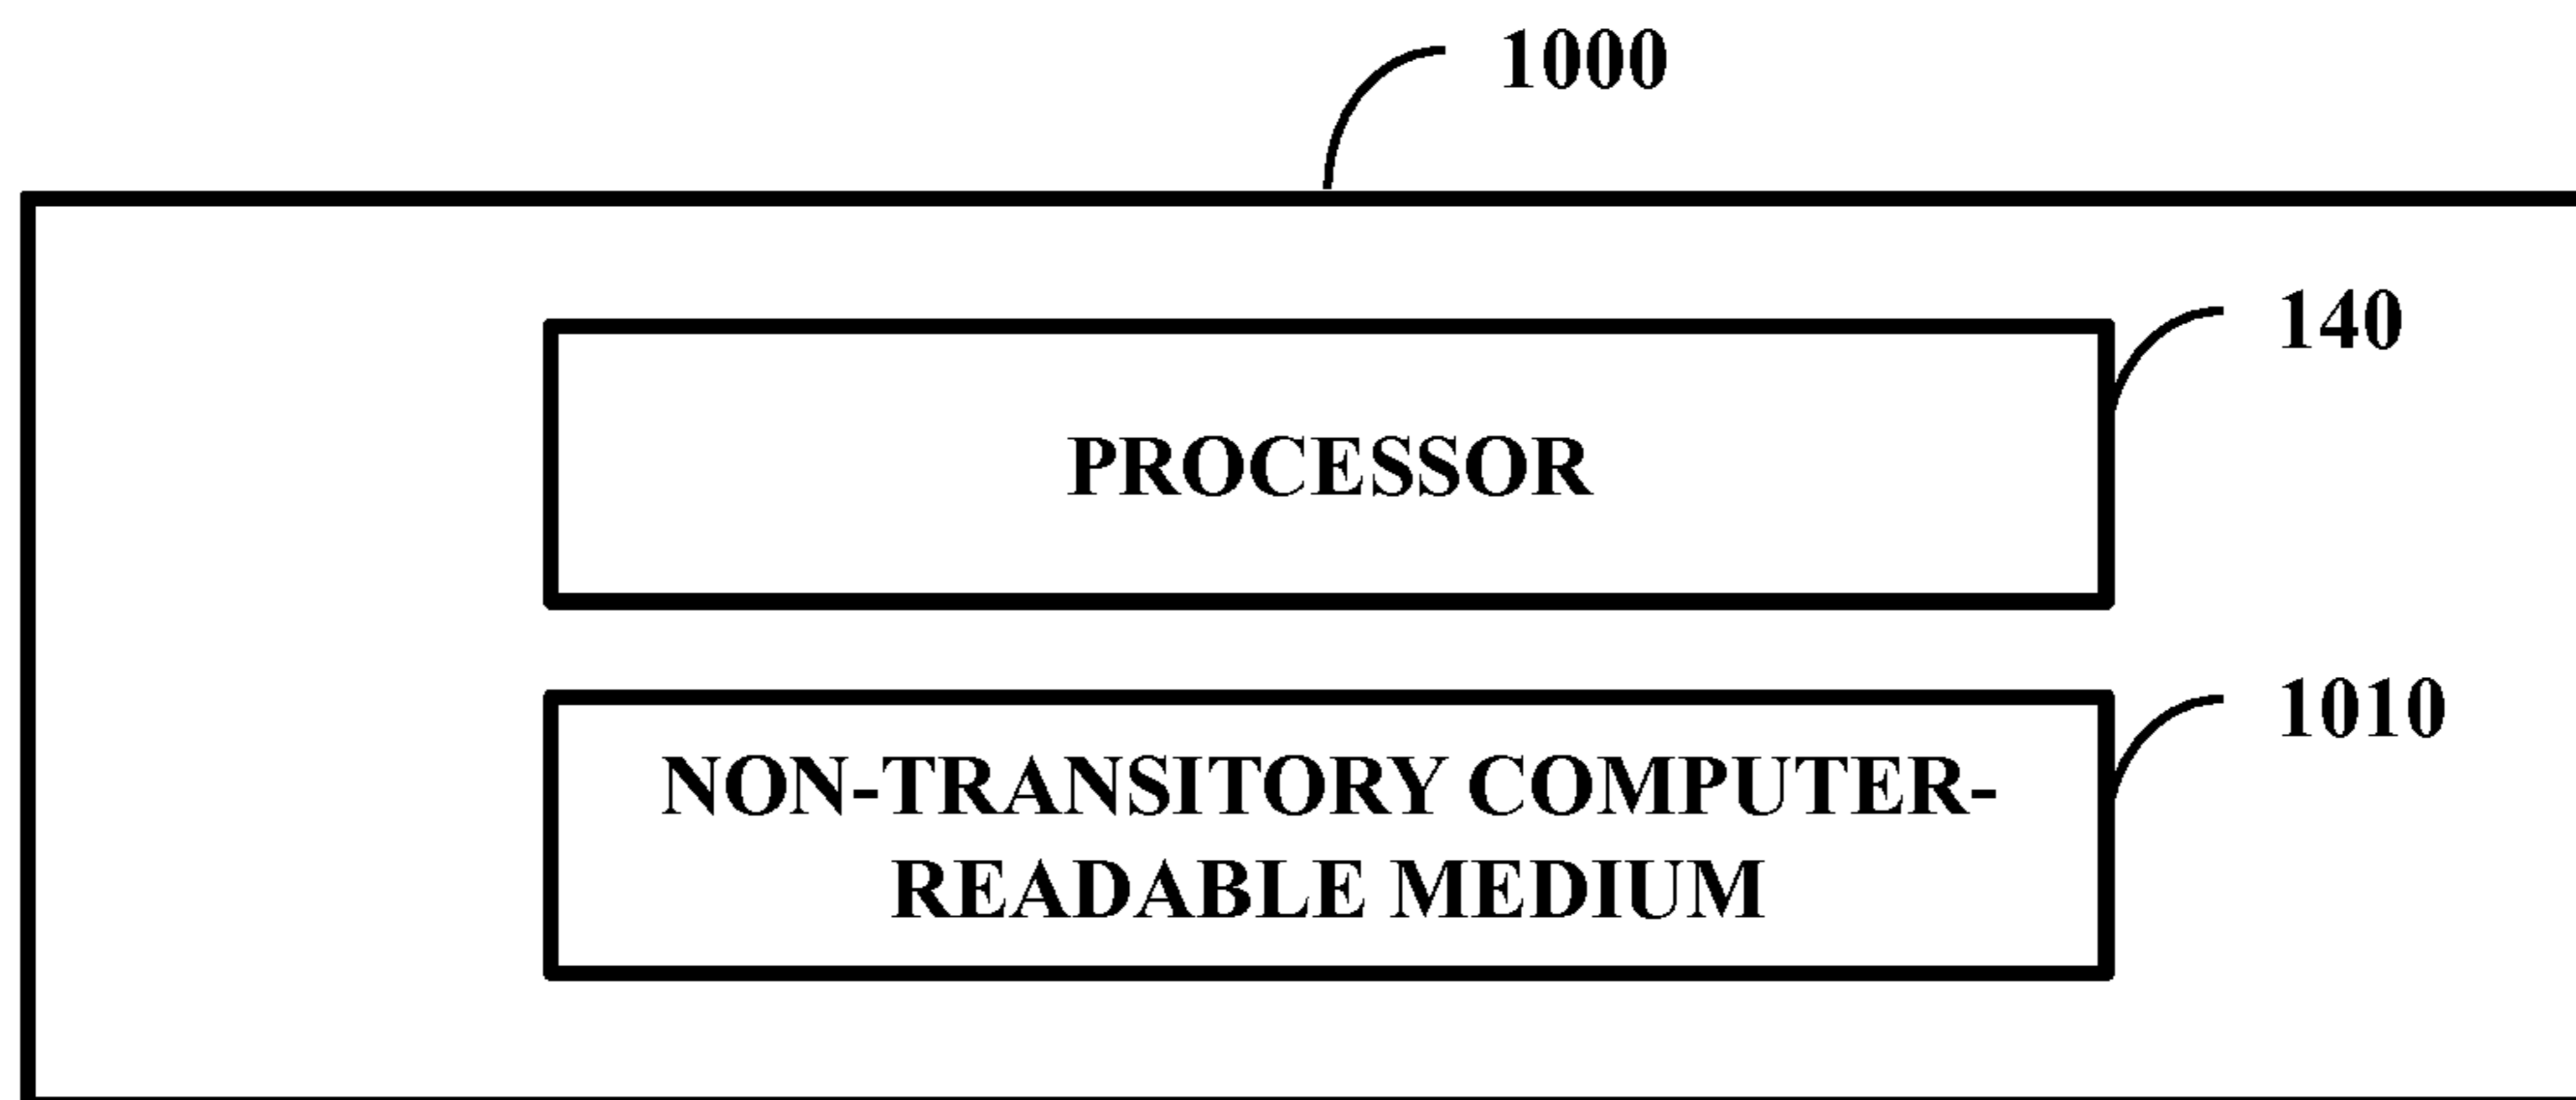 1000
140
PROCESSOR
1010
NON-TRANSITORY COMPUTER-
READABLE MEDIUM